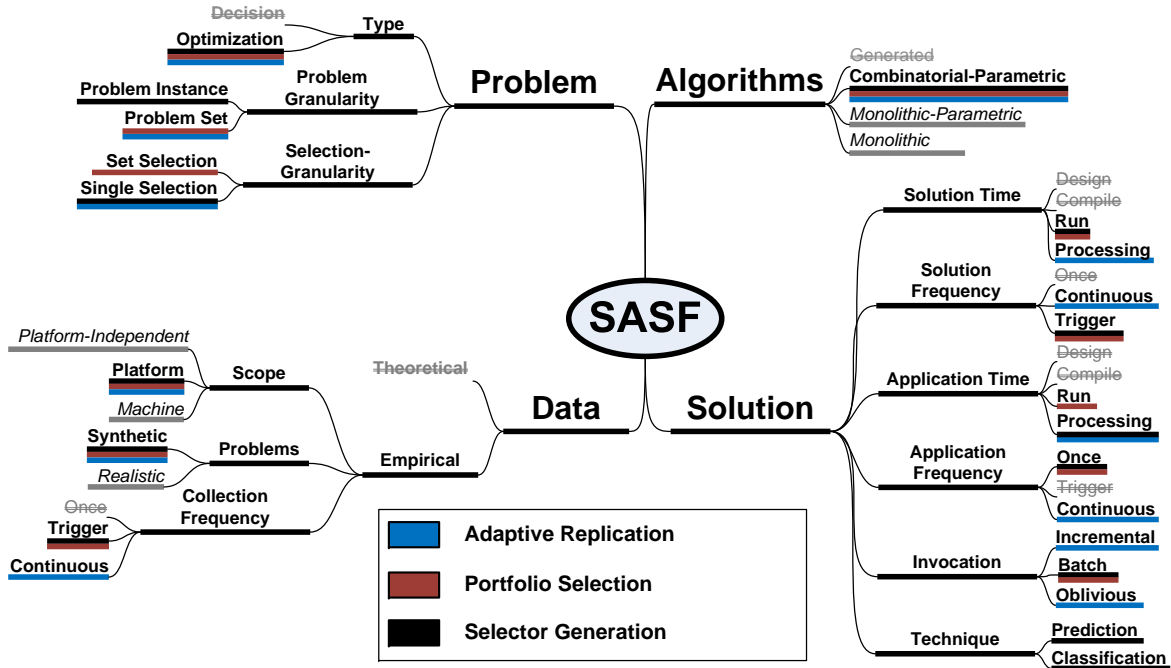 Decision
Optimization
Type
Problem Instance
Problem Set
Problem
Granularity
Set Selection
Single Selection
Selection-
Granularity
Problem
Algorithms
Generated
Combinatorial-Parametric
Monolithic-Parametric
Monolithic
SASF
Platform-Independent
Platform
Machine
Scope
Synthetic
Realistic
Problems
Once
Trigger
Continuous
Collection
Frequency
Theoretical
Empirical
Data
Solution
Solution Time
Design
Compile
Run
Processing
Solution
Frequency
Once
Continuous
Trigger
Application Time
Design
Compile
Run
Processing
Application
Frequency
Once
Trigger
Continuous
Invocation
Incremental
Batch
Oblivious
Technique
Prediction
Classification
Adaptive Replication
Portfolio Selection
Selector Generation